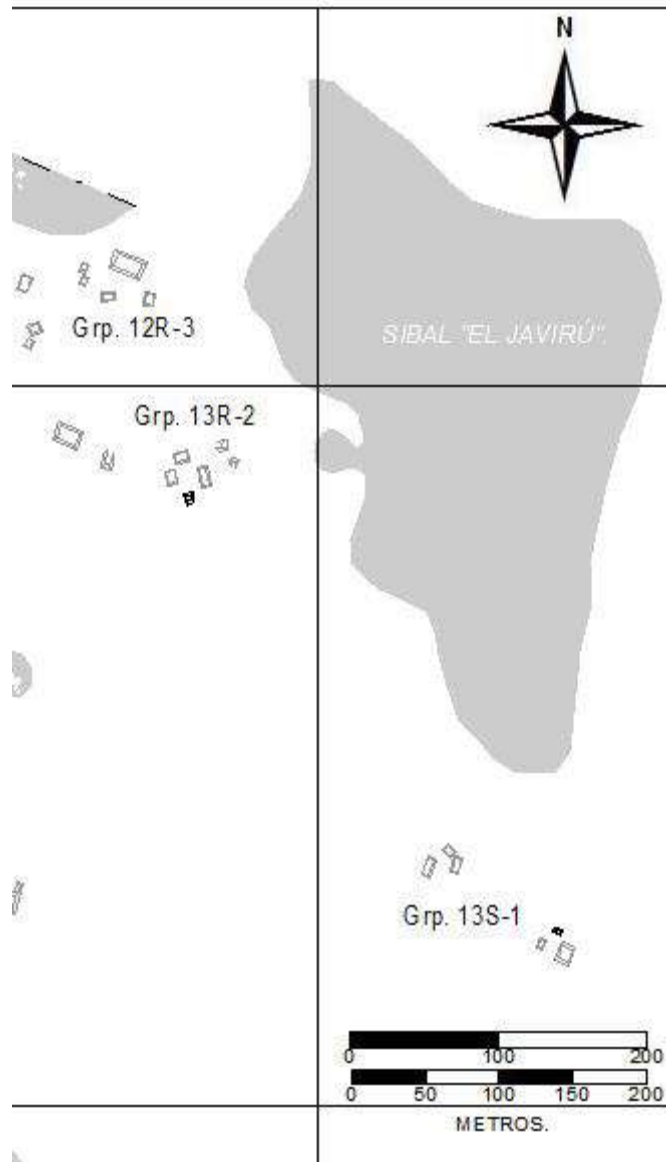 N
Grp. 12R-3
SIBAL "EL JAVIRÚ".
Grp. 13R-2
Grp. 13S-1
0 100 200
0 50 100 150 200
METROS.